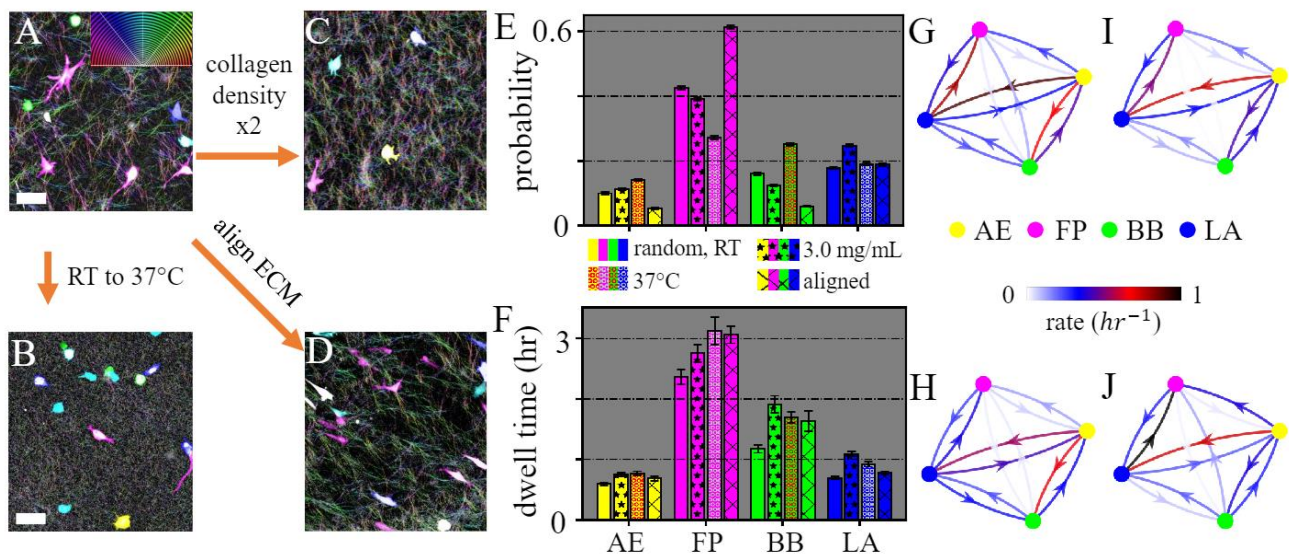 A
collagen
density
x2
C
RT to 37°C
align ECM
B
D
E
0.6
probability
0
random, RT
3.0 mg/mL
37°C
aligned
F
3
dwell time (hr)
0
AE FP BB LA
G
I
AE FP BB LA
0 1
rate (hr⁻¹)
H
J